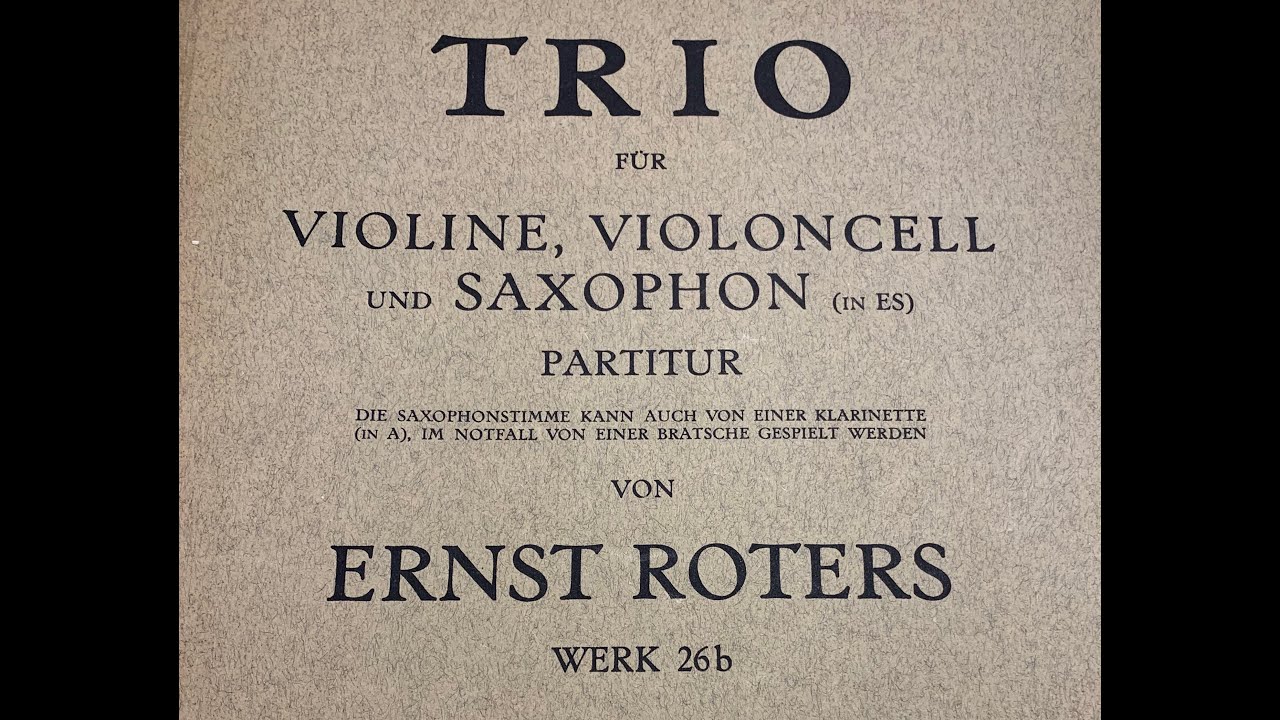 TRIO
FÜR
VIOLINE, VIOLONCELL
UND SAXOPHON (IN ES)
PARTITUR
DIE SAXOPHONSTIMME KANN AUCH VON EINER KLARINETTE
(IN A), IM NOTFALL VON EINER BRATSCHE GESPIELT WERDEN
VON
ERNST ROTERS
WERK 26b